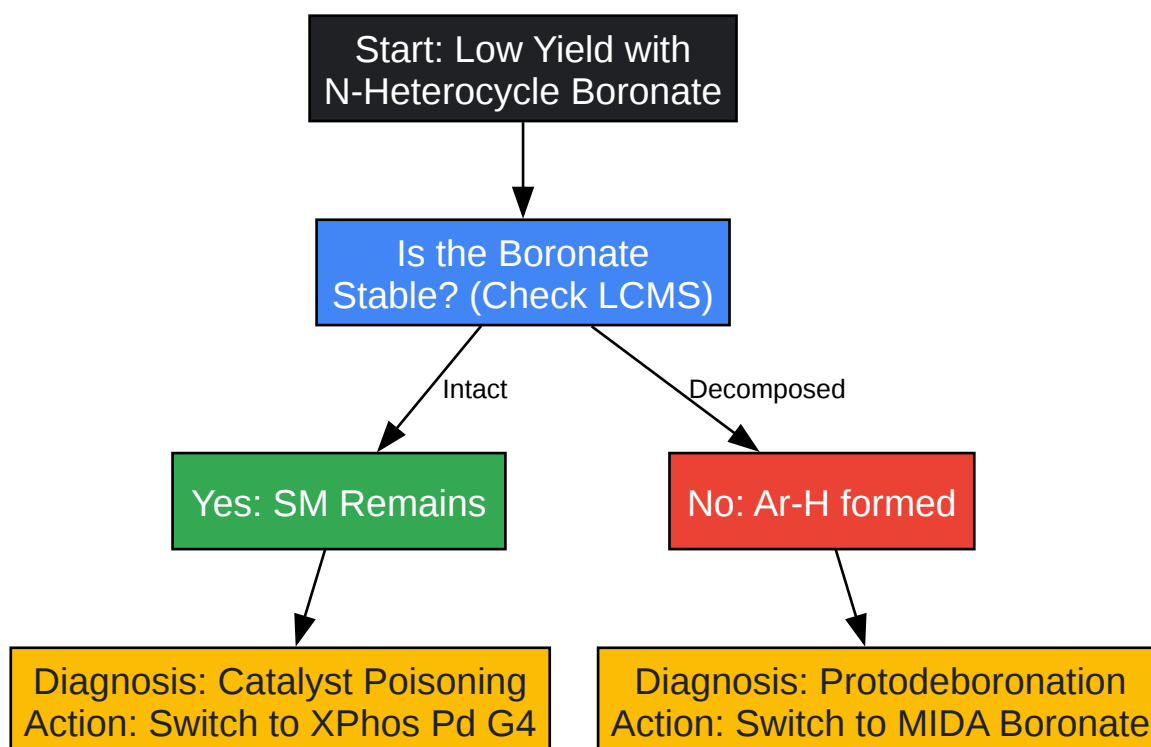 Start: Low Yield with
N-Heterocycle Boronate
Is the Boronate
Stable? (Check LCMS)
Intact
Decomposed
Yes: SM Remains
No: Ar-H formed
Diagnosis: Catalyst Poisoning
Action: Switch to XPhos Pd G4
Diagnosis: Protodeboronation
Action: Switch to MIDA Boronate